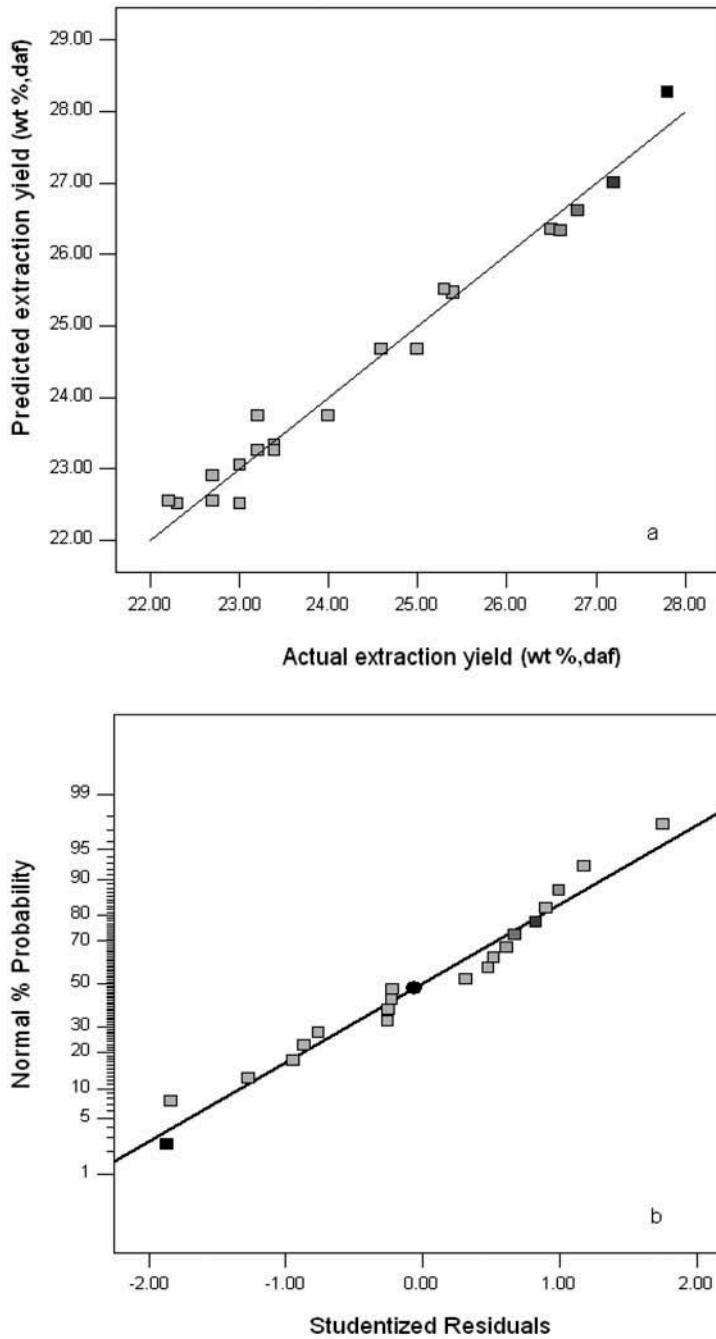 Predicted extraction yield (wt %,daf)
29.00
28.00
27.00
26.00
25.00
24.00
23.00
22.00
a
22.00 23.00 24.00 25.00 26.00 27.00 28.00
Actual extraction yield (wt %,daf)
Normal % Probability
99
95
90
80
70
50
30
20
10
5
1
b
-2.00 -1.00 0.00 1.00 2.00
Studentized Residuals